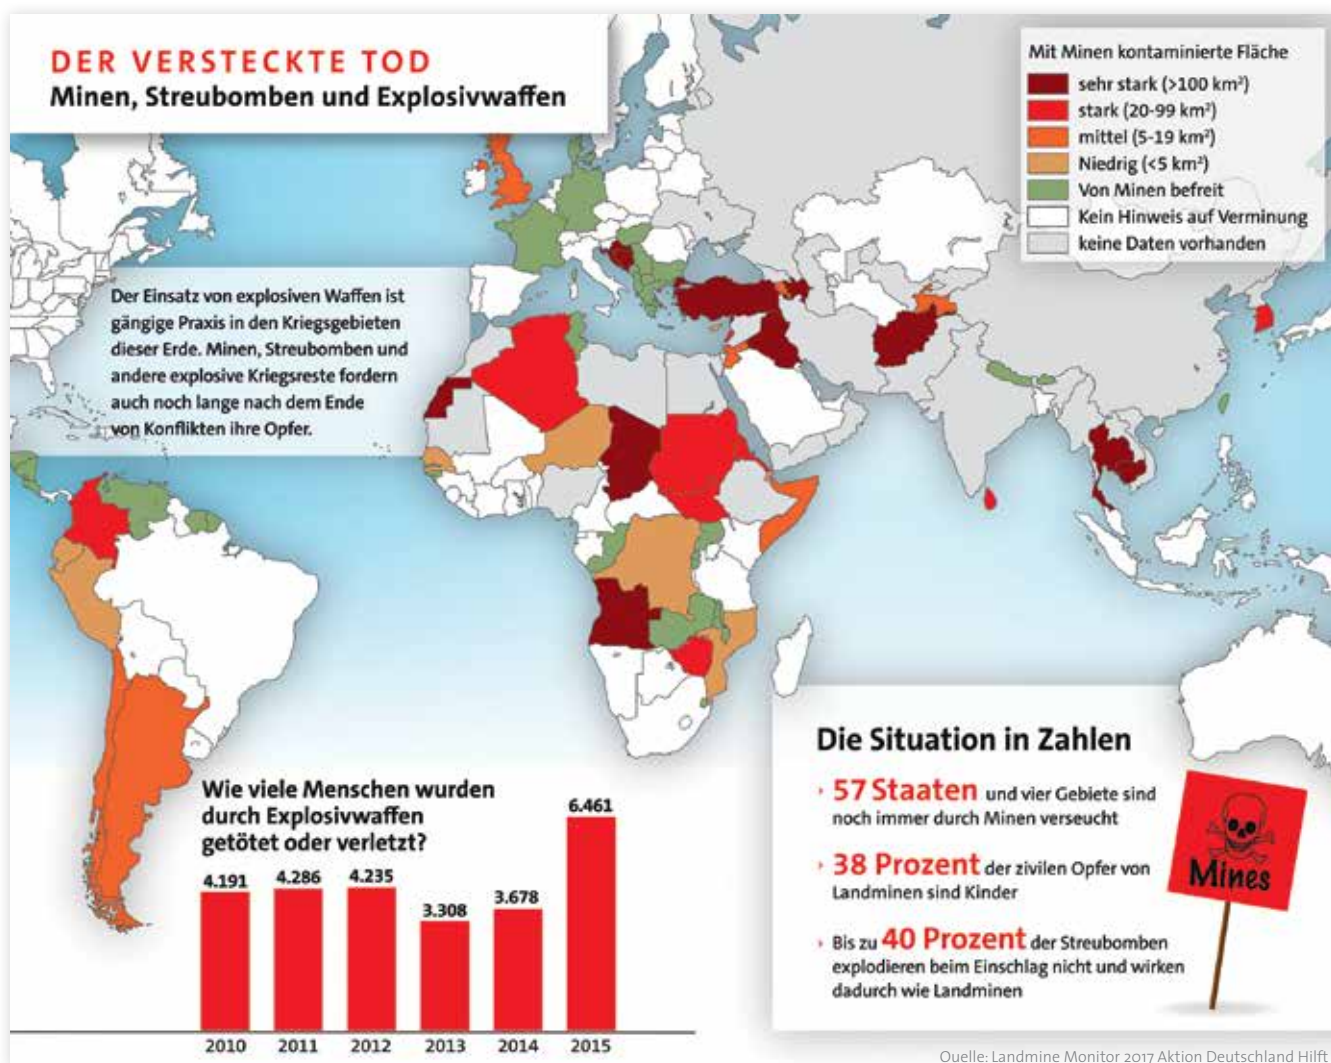 DER VERSTECKTE TOD
Minen, Streubomben und Explosivwaffen
Mit Minen kontaminierte Fläche
sehr stark (>100 km²)
stark (20-99 km²)
mittel (5-19 km²)
Niedrig (<5 km²)
Von Minen befreit
Kein Hinweis auf Verminung
keine Daten vorhanden
Der Einsatz von explosiven Waffen ist
gängige Praxis in den Kriegsgebieten
dieser Erde. Minen, Streubomben und
andere explosive Kriegsreste fordern
auch noch lange nach dem Ende
von Konflikten ihre Opfer.
Wie viele Menschen wurden
durch Explosivwaffen
getötet oder verletzt?
4.191
4.286
4.235
3.308
3.678
6.461
2010
2011
2012
2013
2014
2015
Die Situation in Zahlen
› 57 Staaten und vier Gebiete sind
noch immer durch Minen verseucht
› 38 Prozent der zivilen Opfer von
Landminen sind Kinder
› Bis zu 40 Prozent der Streubomben
explodieren beim Einschlag nicht und wirken
dadurch wie Landminen
Mines
Quelle: Landmine Monitor 2017 Aktion Deutschland Hilft